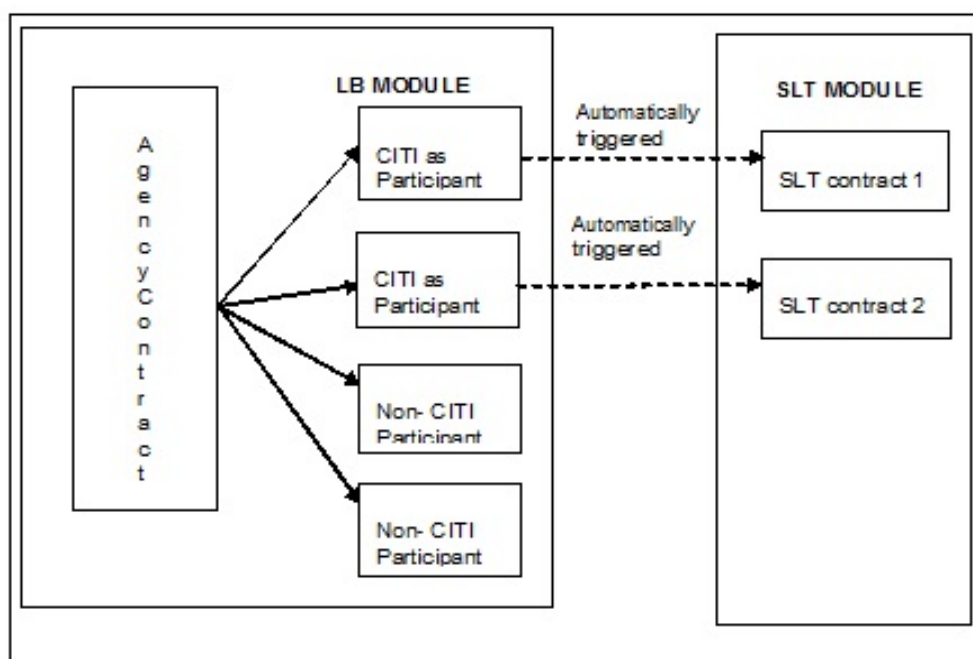 LB MODULE
AgencyContract
CITI as
Participant
CITI as
Participant
Non- CITI
Participant
Non- CITI
Participant
Automatically
triggered
Automatically
triggered
SLT MODULE
SLT contract 1
SLT contract 2